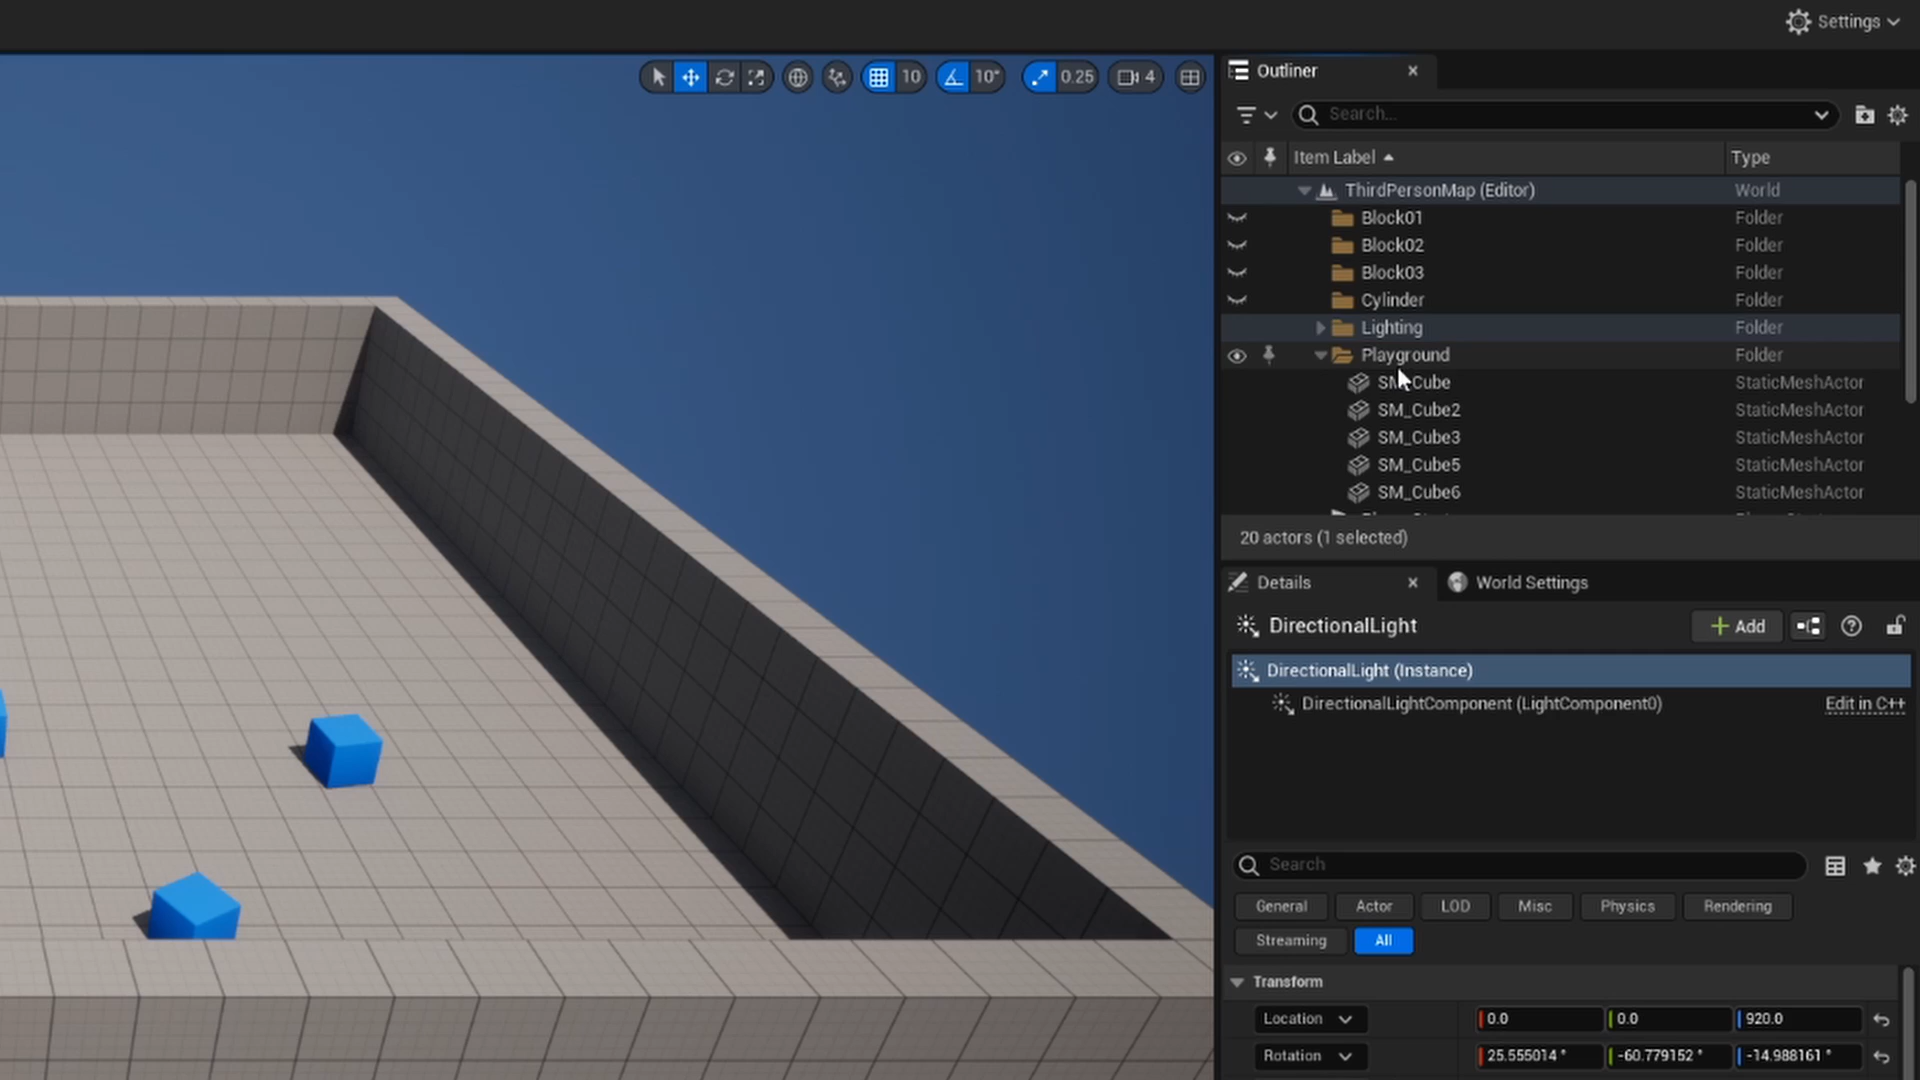 Settings
10
10°
0.25
4
Outliner
Search...
Item Label
Type
ThirdPersonMap (Editor)
World
Block01
Folder
Block02
Folder
Block03
Folder
Cylinder
Folder
Lighting
Folder
Playground
Folder
SM_Cube
StaticMeshActor
SM_Cube2
StaticMeshActor
SM_Cube3
StaticMeshActor
SM_Cube5
StaticMeshActor
SM_Cube6
StaticMeshActor
20 actors (1 selected)
Details
World Settings
DirectionalLight
Add
DirectionalLight (Instance)
DirectionalLightComponent (LightComponent0)
Edit in C++
Search
General
Actor
LOD
Misc
Physics
Rendering
Streaming
All
Transform
Location
0.0
0.0
920.0
Rotation
25.555014 °
-60.779152 °
-14.988161 °